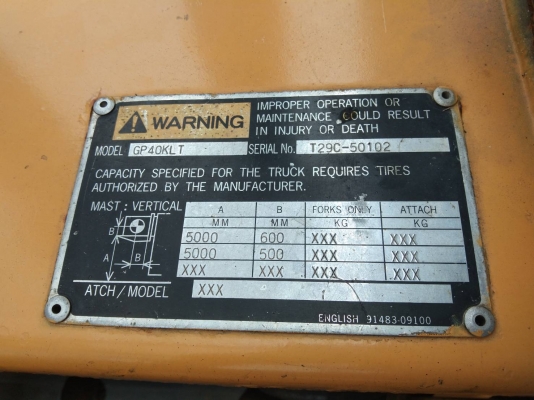 WARNING
IMPROPER OPERATION OR
MAINTENANCE COULD RESULT
IN INJURY OR DEATH
MODEL GP40KLT SERIAL No. T29C-50102
CAPACITY SPECIFIED FOR THE TRUCK REQUIRES TIRES
AUTHORIZED BY THE MANUFACTURER.
MAST: VERTICAL A B FORKS ONLY ATTACH
MM MM KG KG
B 5000 600 XXX XXX
A B 5000 500 XXX XXX
XXX XXX XXX XXX
ATCH/MODEL XXX
ENGLISH 91483-09100